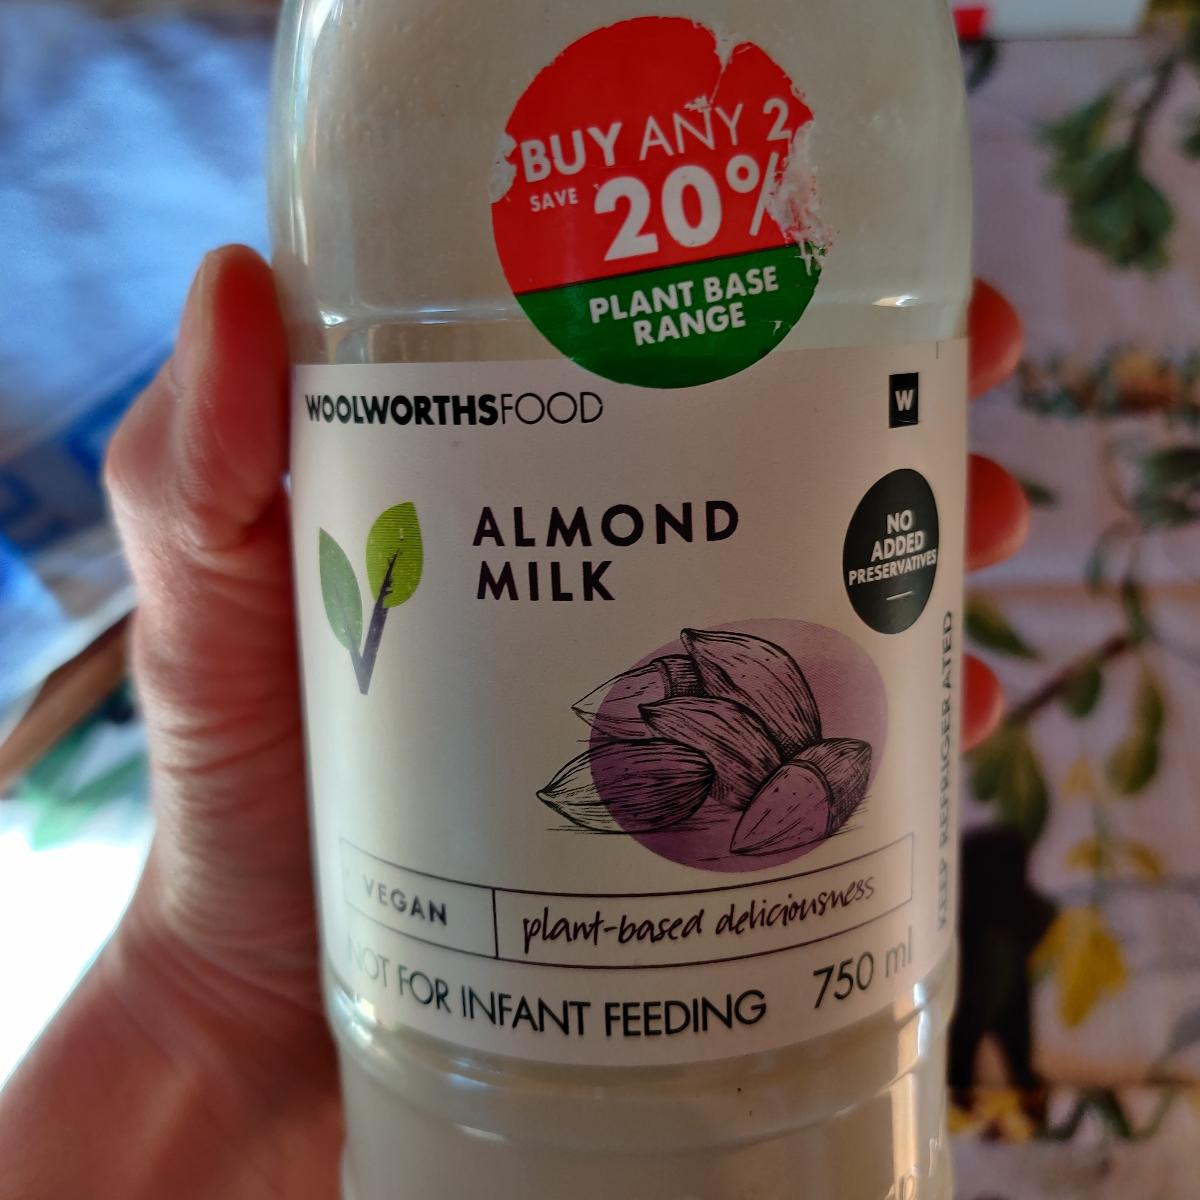 BUY ANY 2
SAVE 20%
PLANT BASE
RANGE
WOOLWORTHSFOOD
W
ALMOND
MILK
NO
ADDED
PRESERVATIVES
KEEP REFRIGERATED
VEGAN
plant-based deliciousness
NOT FOR INFANT FEEDING
750 ml